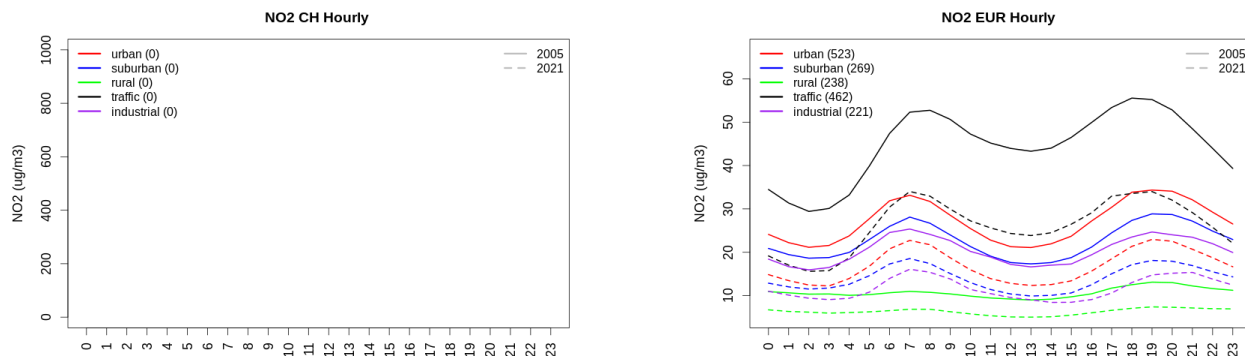 NO2 CH Hourly
NO2 (ug/m3)
1000
800
600
400
200
0
urban (0)
suburban (0)
rural (0)
traffic (0)
industrial (0)
2005
2021
0 1 2 3 4 5 6 7 8 9 10 11 12 13 14 15 16 17 18 19 20 21 22 23
NO2 EUR Hourly
NO2 (ug/m3)
60
50
40
30
20
10
urban (523)
suburban (269)
rural (238)
traffic (462)
industrial (221)
2005
2021
0 1 2 3 4 5 6 7 8 9 10 11 12 13 14 15 16 17 18 19 20 21 22 23